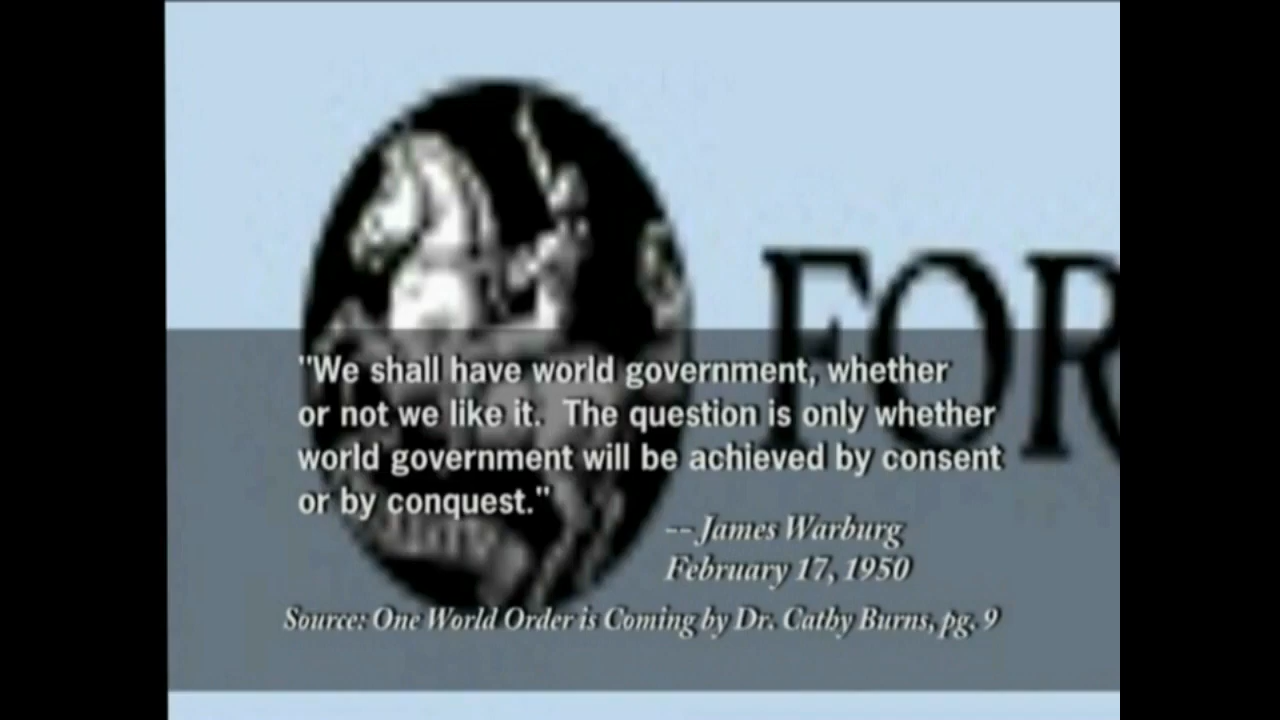 FOR
"We shall have world government, whether
or not we like it. The question is only whether
world government will be achieved by consent
or by conquest."
-- James Warburg
February 17, 1950
Source: One World Order is Coming by Dr. Cathy Burns, pg. 9